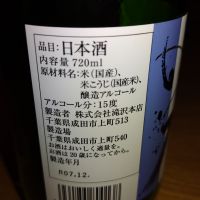 品目:日本酒
内容量 720ml
原材料名:米(国産)、
米こうじ(国産米)、
醸造アルコール
アルコール分:15度
製造者 株式会社滝沢本店
千葉県成田市上町513
製造場
千葉県成田市上町540
お酒はおいしく適量を。
お酒は20歳になってから。
製造年月
R07.12.